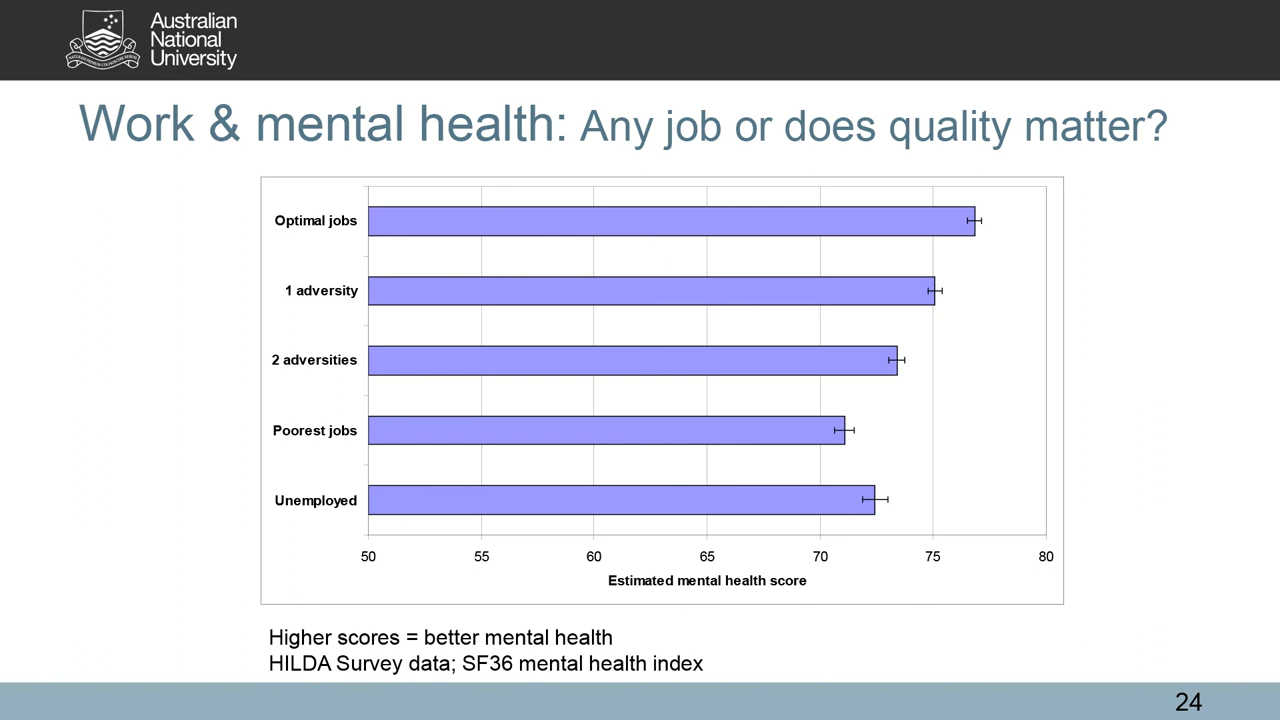 Australian
National
University
Work & mental health: Any job or does quality matter?
Optimal jobs
1 adversity
2 adversities
Poorest jobs
Unemployed
50 55 60 65 70 75 80
Estimated mental health score
Higher scores = better mental health
HILDA Survey data; SF36 mental health index
24